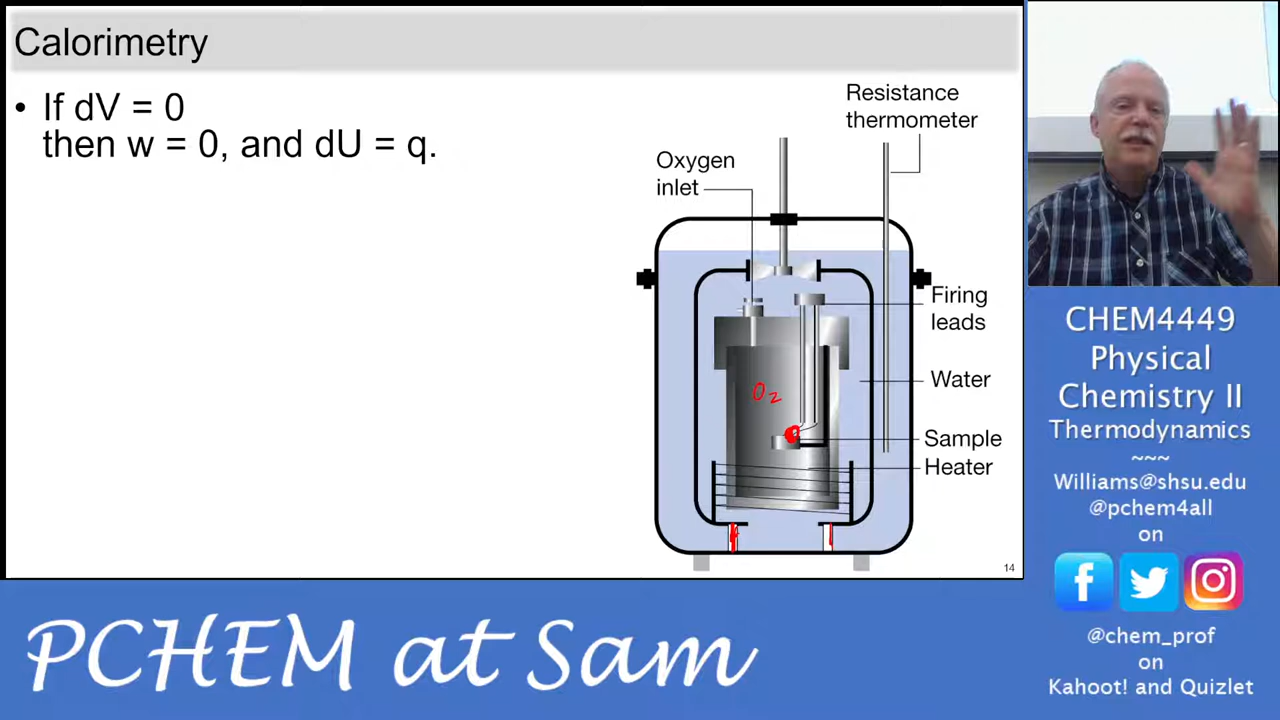 Calorimetry
• If dV = 0
then w = 0, and dU = q.
Resistance
thermometer
Oxygen
inlet
Firing
leads
Water
Sample
Heater
O₂
14
CHEM4449
Physical
Chemistry II
Thermodynamics
~~~
Williams@shsu.edu
@pchem4all
on
@chem_prof
on
Kahoot! and Quizlet
PCHEM at Sam